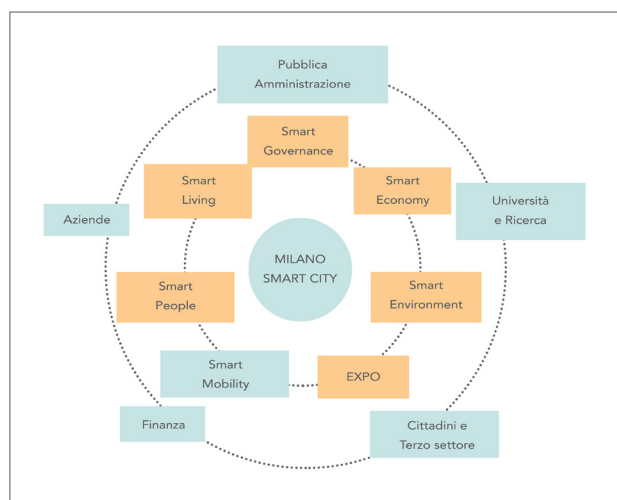 Pubblica
Amministrazione
Smart
Governance
Smart
Living
Smart
Economy
Università
e Ricerca
Aziende
MILANO
SMART CITY
Smart
People
Smart
Environment
Smart
Mobility
EXPO
Finanza
Cittadini e
Terzo settore